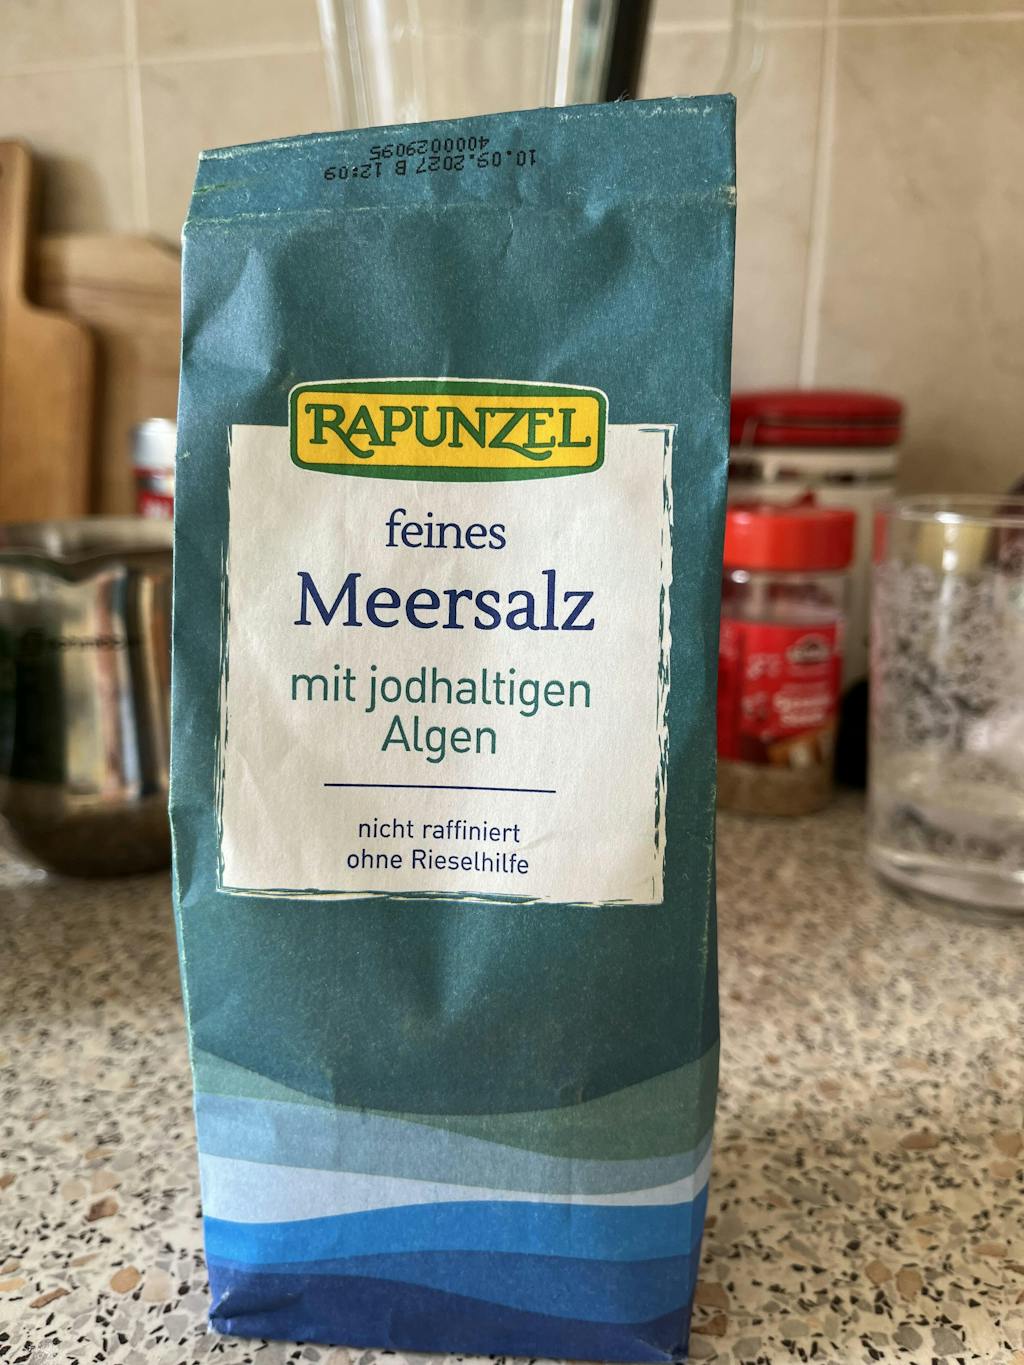 10.09.2027 B 12:09
4000029095
RAPUNZEL
feines
Meersalz
mit jodhaltigen
Algen
nicht raffiniert
ohne Rieselhilfe